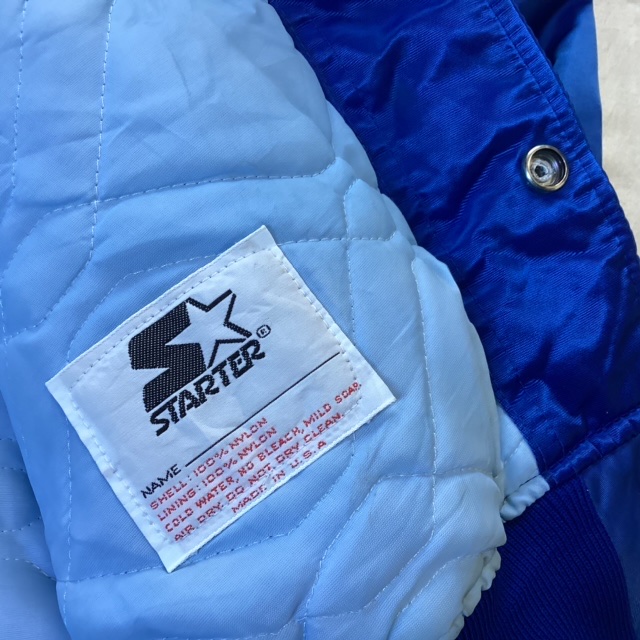 STARTER®
NAME
SHELL: 100% NYLON
LINING: 100% NYLON
COLD WATER, NO BLEACH, MILD SOAP,
AIR DRY. DO NOT DRY CLEAN.
MADE IN U.S.A